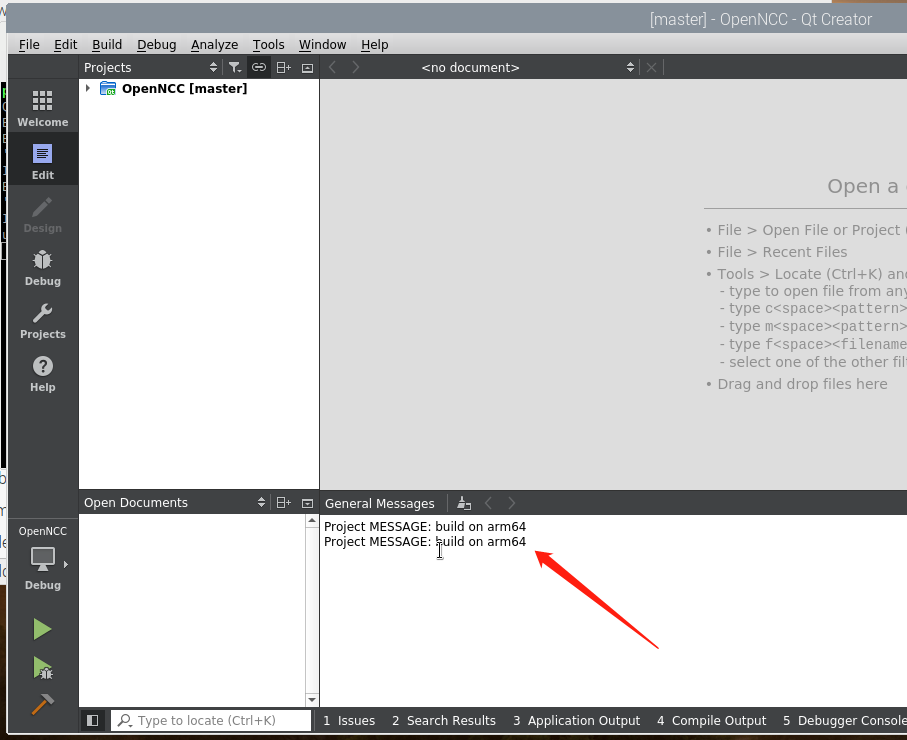 [master] - OpenNCC - Qt Creator
File Edit Build Debug Analyze Tools Window Help
Projects
<no document>
OpenNCC [master]
Welcome
Edit
Design
Debug
Projects
Help
Open a
• File > Open File or Project
• File > Recent Files
• Tools > Locate (Ctrl+K) and
- type to open file from any
- type c<space><pattern>
- type m<space><pattern>
- type f<space><filename
- select one of the other
• Drag and drop files here
Open Documents
General Messages
Project MESSAGE: build on arm64
Project MESSAGE: build on arm64
OpenNCC
Debug
Type to locate (Ctrl+K)
1 Issues 2 Search Results 3 Application Output 4 Compile Output 5 Debugger Console